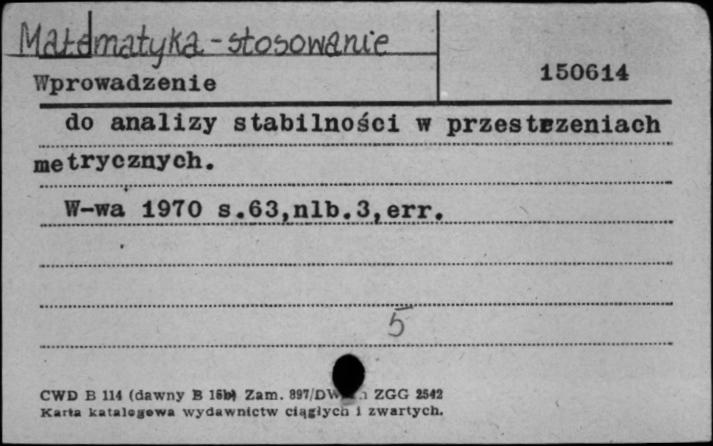 Matematyka - stosowanie
Wprowadzenie
150614
do analizy stabilności w przestrzeniach
metrycznych.
W-wa 1970 s.63,nlb.3,err.
5
CWD B 114 (dawny B 15b) Zam. 897/DW ZGG 2542
Karta katalogowa wydawnictw ciągłych i zwartych.